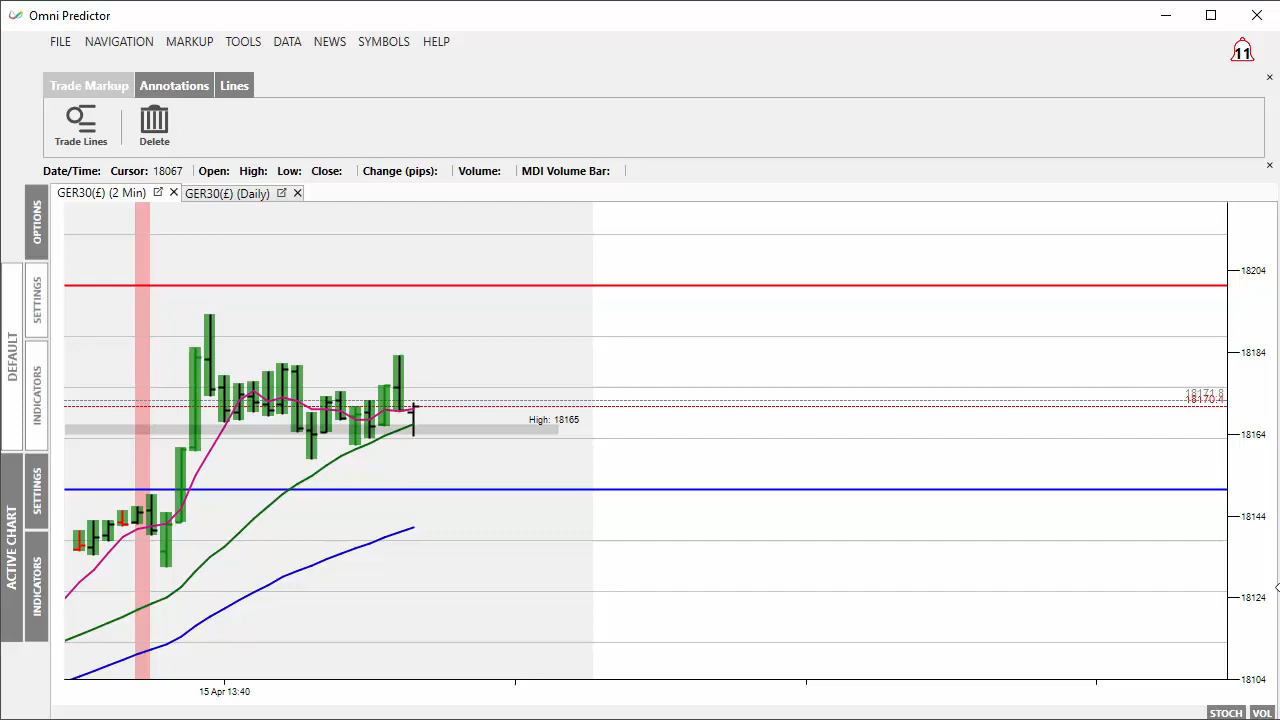 Omni Predictor
FILE NAVIGATION MARKUP TOOLS DATA NEWS SYMBOLS HELP
11
Trade Markup Annotations Lines
Trade Lines Delete
Date/Time: Cursor: 18067 Open: High: Low: Close: Change (pips): Volume: MDI Volume Bar:
GER30(£) (2 Min) GER30(£) (Daily)
OPTIONS
SETTINGS
DEFAULT
INDICATORS
SETTINGS
ACTIVE CHART
INDICATORS
18204
18184
18171.8
18170.4
High: 18165
18164
18144
18124
18104
15 Apr 13:40
STOCH VOL